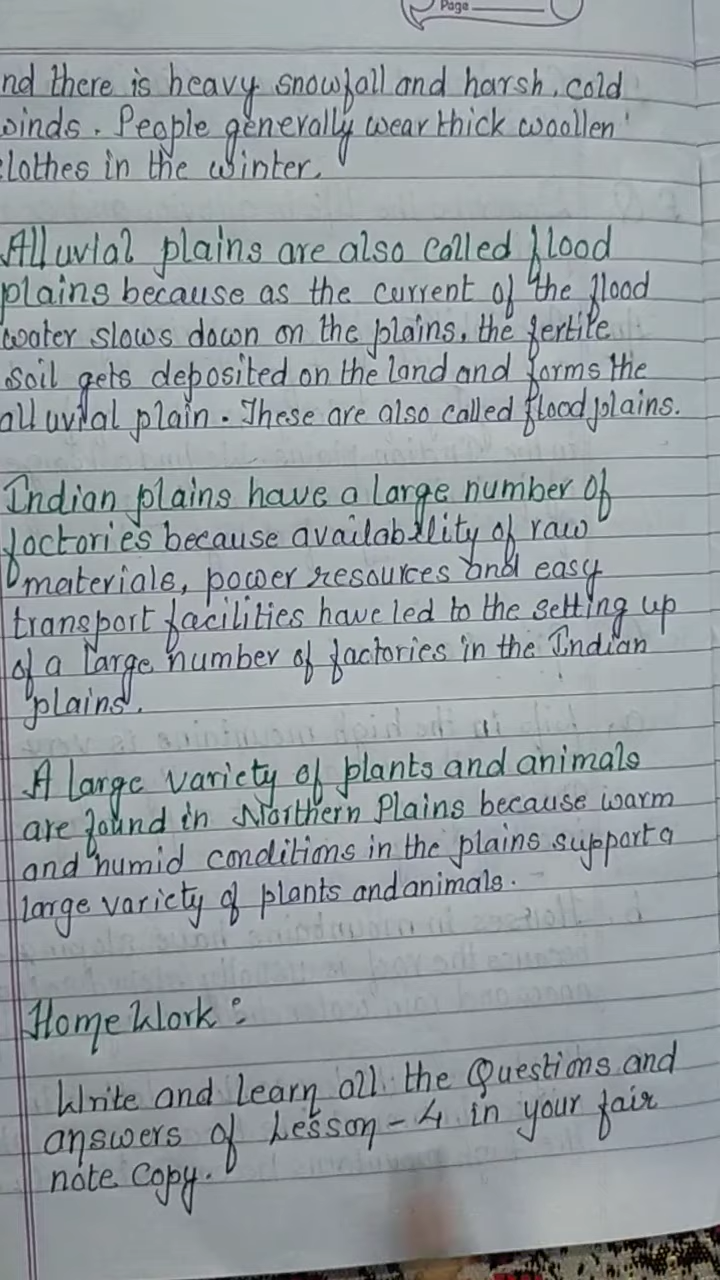 Page
nd there is heavy snowfall and harsh, cold
winds. People generally wear thick woollen
clothes in the winter.
Alluvial plains are also called flood
plains because as the current of the flood
water slows down on the plains, the fertile
soil gets deposited on the land and forms the
alluvial plain. These are also called flood plains.
Indian plains have a large number of
factories because availability of raw
materials, power resources and easy
transport facilities have led to the setting up
of a large number of factories in the Indian
plains.
A large variety of plants and animals
are found in Northern Plains because warm
and humid conditions in the plains support a
large variety of plants and animals.
Home Work :
Write and learn all the Questions and
answers of Lesson - 4 in your fair
note copy.